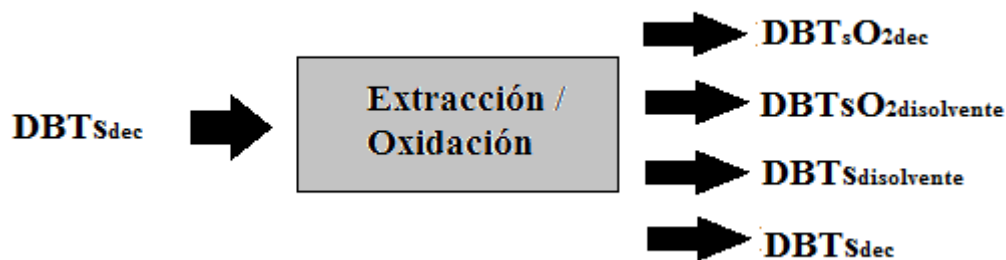 DBTsdec
Extracción /
Oxidación
DBTsO2dec
DBTsO2disolvente
DBTsdisolvente
DBTsdec